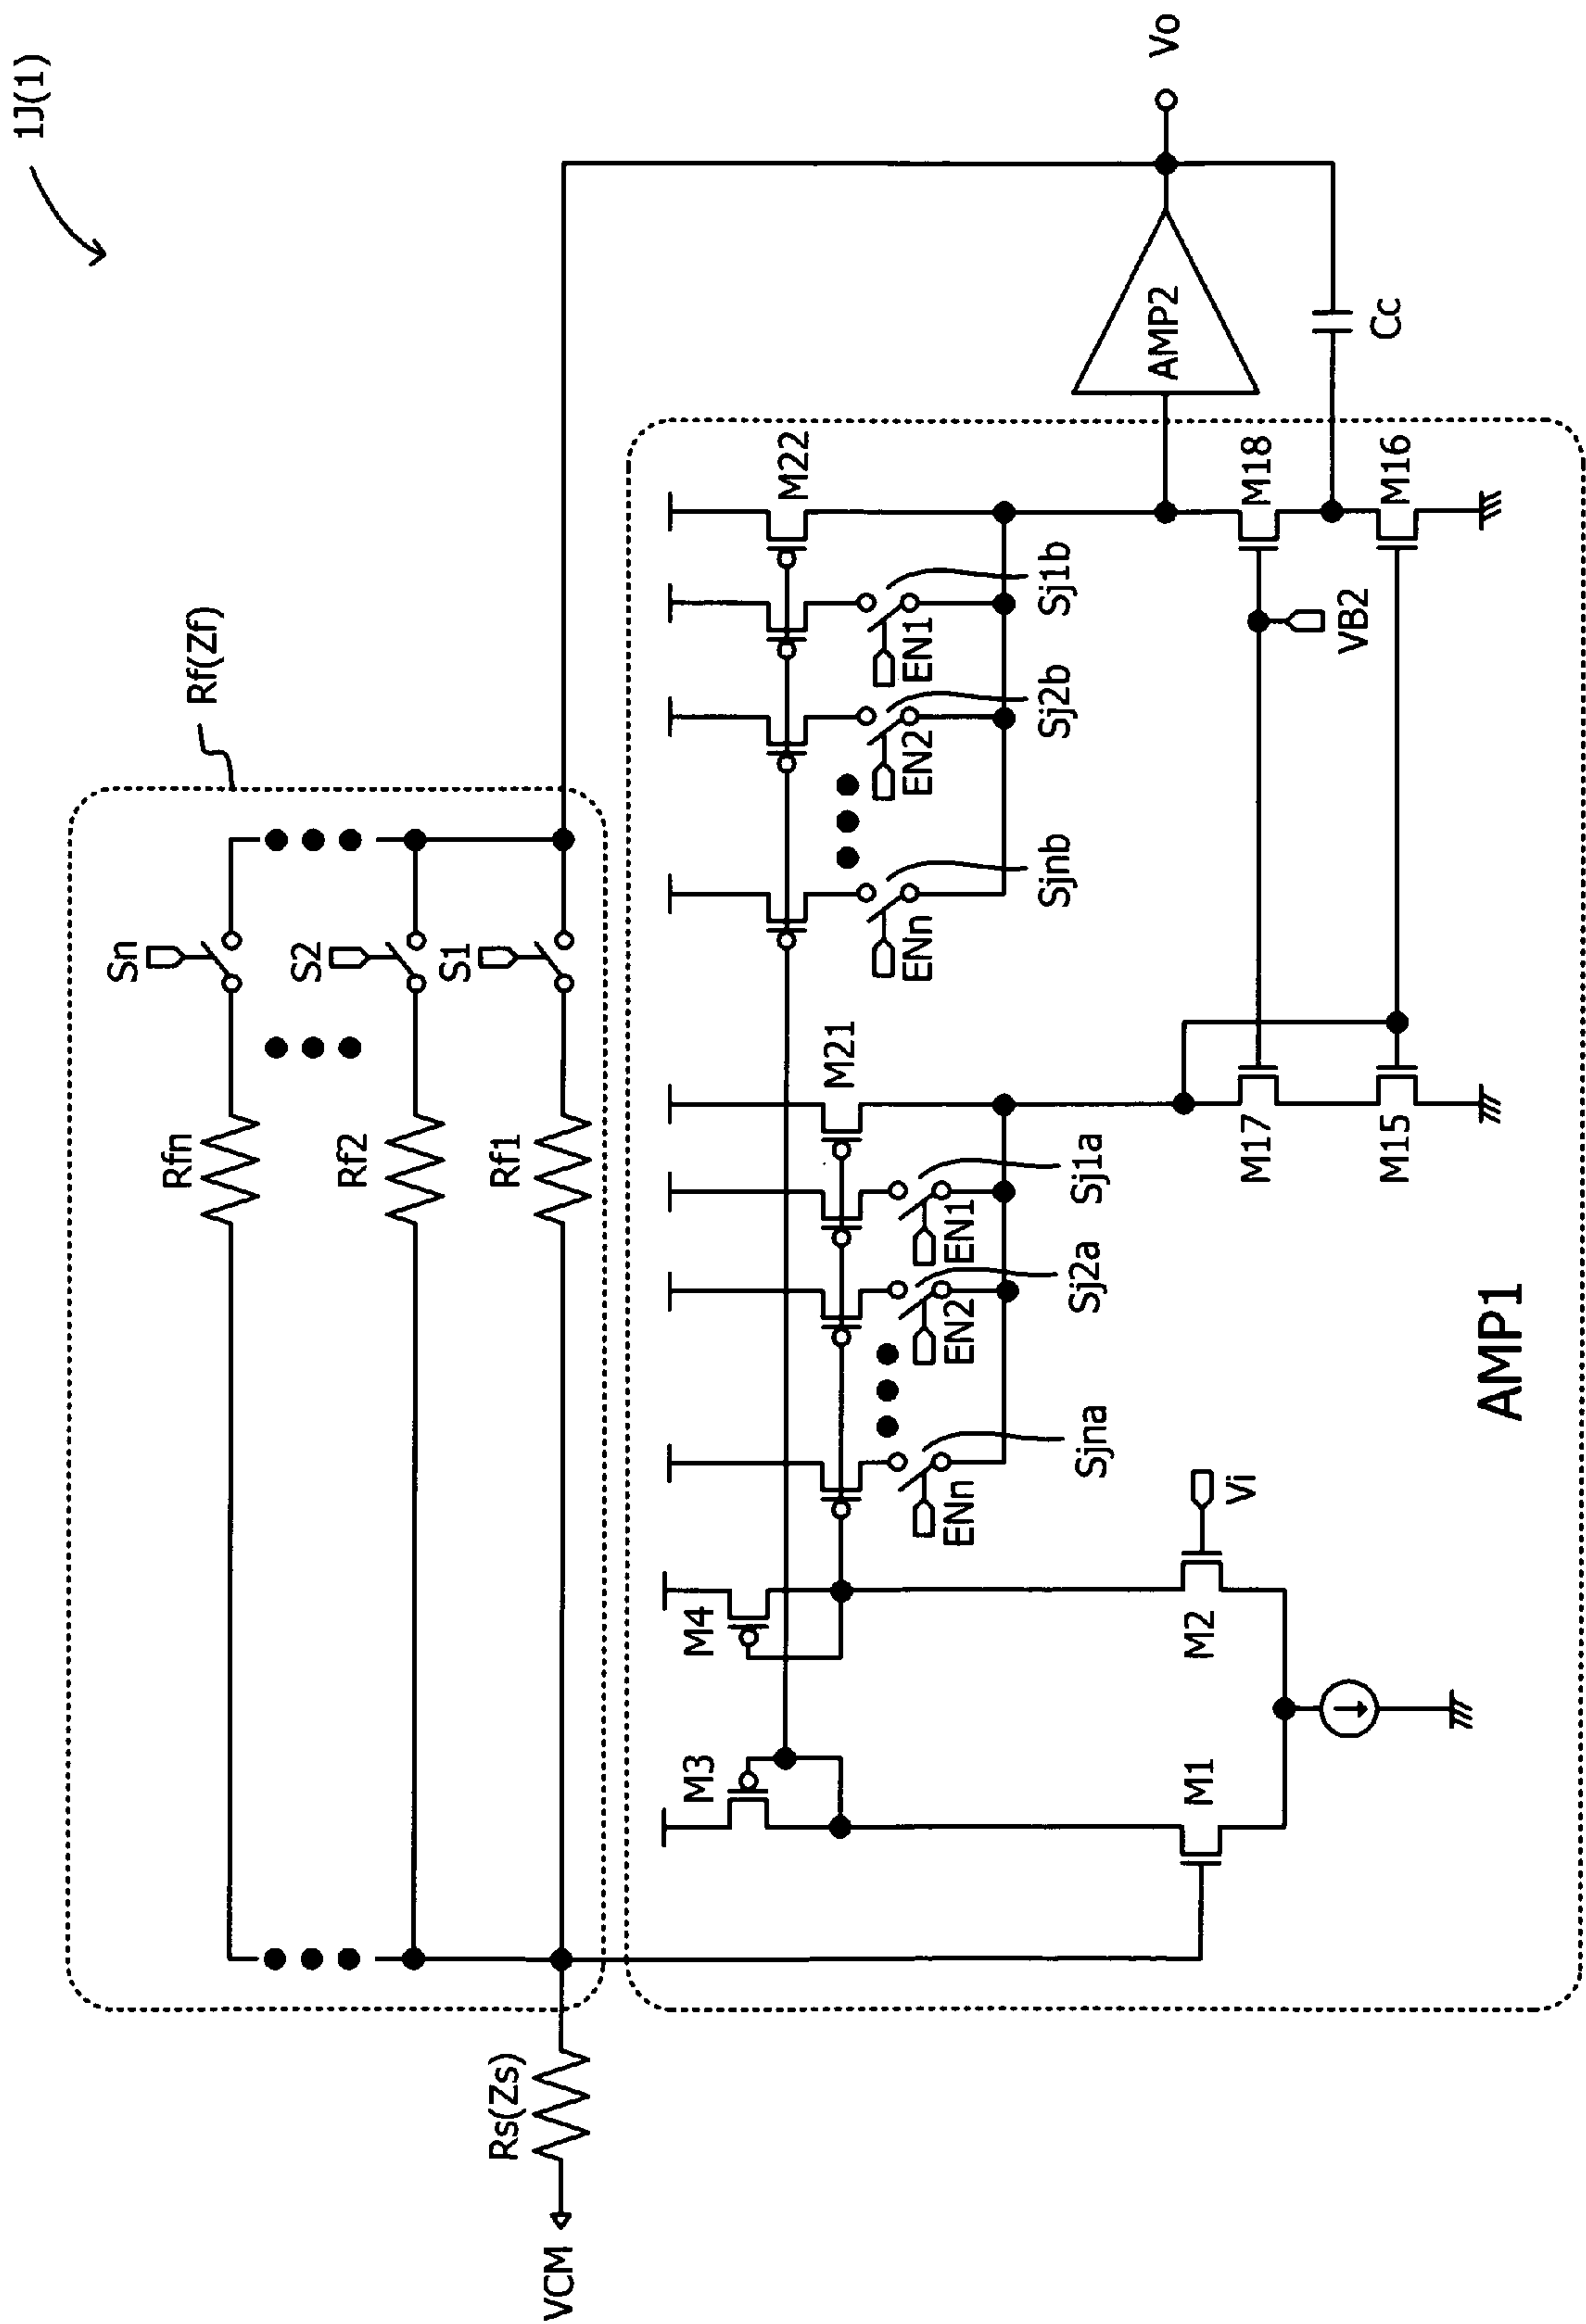 1J(1)
Rf(Zf)
Sn
Rfn
S2
Rf2
S1
Rf1
Rs(Zs)
VCM
Vo
M3
M4
M21
M22
ENn
EN2
EN1
Sjna
Sj2a
Sj1a
ENn
EN2
EN1
Sjnb
Sj2b
Sj1b
AMP2
Cc
M1
M2
Vi
M17
M18
VB2
M15
M16
AMP1